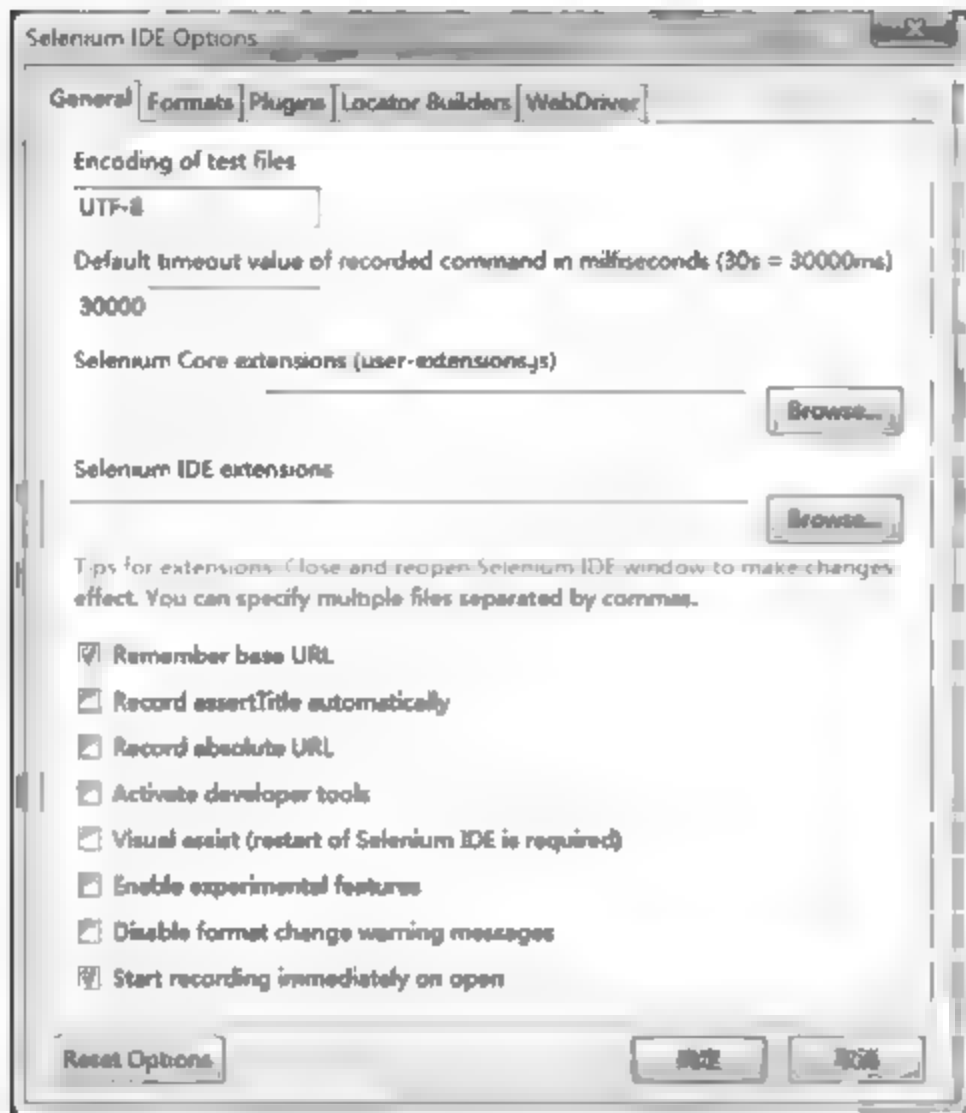 Selenium IDE Options
General Formats Plugins Locator Builders WebDriver
Encoding of test files
UTF-8
Default timeout value of recorded command in milliseconds (30s = 30000ms)
30000
Selenium Core extensions (user-extensions.js)
Browse...
Selenium IDE extensions
Browse...
Tips for extensions: Close and reopen Selenium IDE window to make changes
effect. You can specify multiple files separated by commas.
Remember base URL
Record assertTitle automatically
Record absolute URL
Activate developer tools
Visual assist (restart of Selenium IDE is required)
Enable experimental features
Disable format change warning messages
Start recording immediately on open
Reset Options 确定 取消